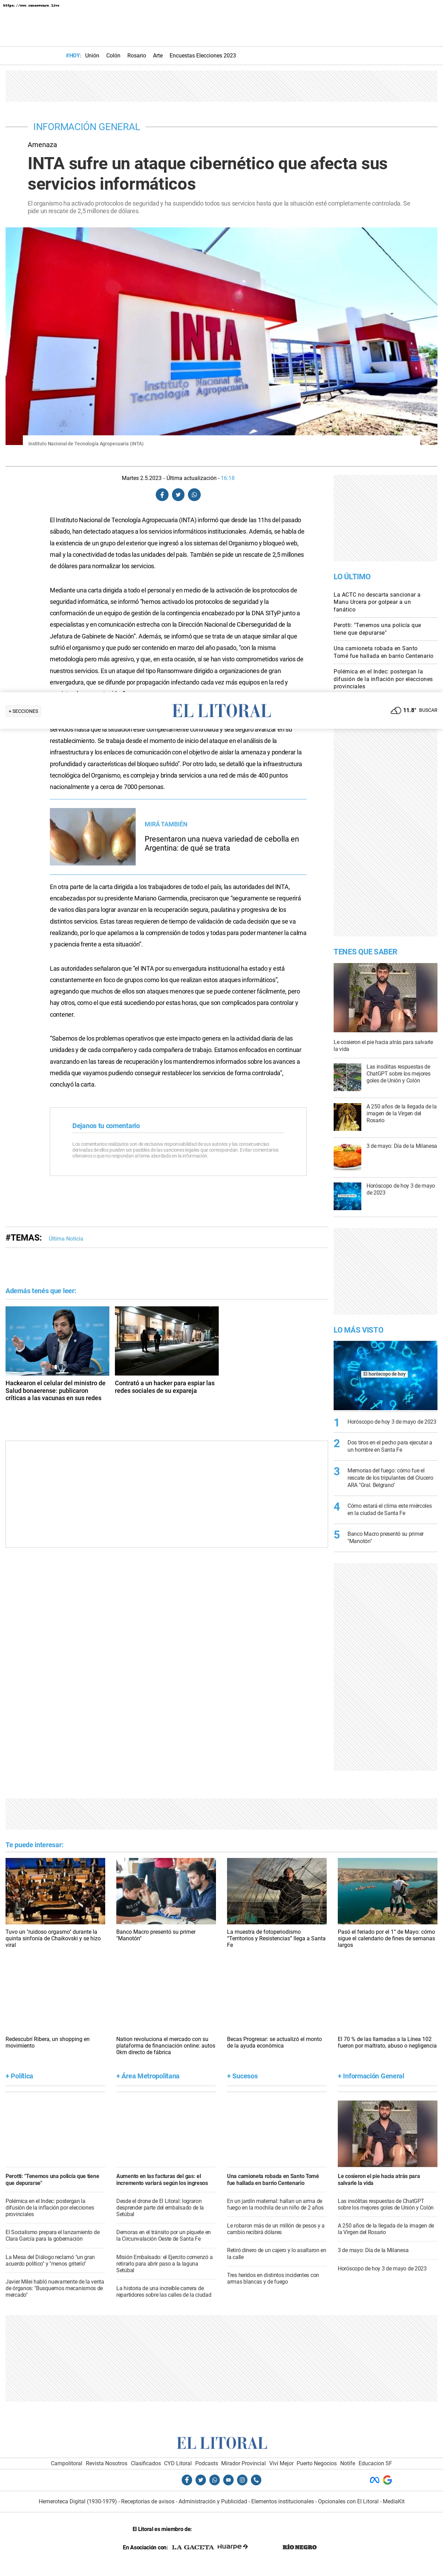 https://www.ransomware.live
#HOY: Unión Colón Rosario Arte Encuestas Elecciones 2023
INFORMACIÓN GENERAL
Amenaza
INTA sufre un ataque cibernético que afecta sus
servicios informáticos
El organismo ha activado protocolos de seguridad y ha suspendido todos sus servicios hasta que la situación esté completamente controlada. Se
pide un rescate de 2,5 millones de dólares.
INTA
INTA
Instituto
Nacional de
Tecnología
Agropecuaria
Instituto Nacional de Tecnología Agropecuaria (INTA)
Martes 2.5.2023 - Última actualización - 16:18
El Instituto Nacional de Tecnología Agropecuaria (INTA) informó que desde de las 11hs del pasado
sábado, han detectado ataques a los servicios informáticos institucionales. Además, se habla de
la existencia de un grupo del exterior que ingresó a los sistemas del Organismo y bloqueó web,
mail y la conectividad de todas las unidades del país. También se pide un rescate de 2,5 millones
de dólares para normalizar los servicios.
Mediante una carta dirigida a todo el personal y en medio de la activación de los protocolos de
seguridad informática, se informó "hemos activado los protocolos de seguridad y la
conformación de un equipo de gestión de la contingencia encabezado por la DNA SITyP junto a
especialistas y en comunicación estrecha con la Dirección Nacional de Ciberseguridad de la
Jefatura de Gabinete de Nación". Además, se informó que se trata de un ataque similar al que
sufrió el organismo en diciembre de 2020, es decir 3 años del año pasado, "con la misma
metodología pero más agresivo, y que, en esta ocasión, sí se han visto comprometidos varios de
nuestros servicios. Es un ataque del tipo Ransomware dirigido a organizaciones de gran
envergadura, que se difunde por propagación infectando cada vez más equipos en la red y
+ SECCIONES
EL LITORAL
11.8°
BUSCAR
servicios hasta que la situación esté completamente controlada y sea seguro avanzar en su
restablecimiento. Se trabaja desde el momento de inicio del ataque en el análisis de la
infraestructura y los enlaces de comunicación con el objetivo de aislar la amenaza y ponderar la
profundidad y características del bloqueo sufrido". Por otro lado, se detalló que la infraestructura
tecnológica del Organismo, es compleja y brinda servicios a una red de más de 400 puntos
nacionalmente y a cerca de 7000 personas.
MIRÁ TAMBIÉN
Presentaron una nueva variedad de cebolla en
Argentina: de qué se trata
En otra parte de la carta dirigida a los trabajadores de todo el país, las autoridades del INTA,
encabezadas por su presidente Mariano Garmendia, precisaron que "seguramente se requerirá
de varios días para lograr avanzar en la recuperación segura, paulatina y progresiva de los
distintos servicios. Estas tareas requieren de tiempo de validación de cada decisión que se va
realizando, por lo que apelamos a la comprensión de todos y todas para poder mantener la calma
y paciencia frente a esta situación".
Las autoridades señalaron que "el INTA por su envergadura institucional ha sido y está
constantemente en foco de grupos como los que realizan estos ataques informáticos",
agregando que muchos de ellos son ataques menores que se puede contener fácilmente, pero
hay otros, como el que está sucediendo por estas horas, que son complicados para controlar y
contener.
"Sabemos de los problemas operativos que este impacto genera en la actividad diaria de las
unidades y de cada compañero y cada compañera de trabajo. Estamos evaluando como se van
avanzando en las tareas de recuperación y los mantendremos informados sobre los avances a
medida que vayamos pudiendo conseguir restablecer los servicios de forma controlada",
concluyó la carta.
Dejanos tu comentario
Los comentarios realizados son de exclusiva responsabilidad de sus autores y las consecuencias
derivadas de ellos pueden ser pasibles de las sanciones legales que correspondan. Evitar comentarios
ofensivos o que no respondan al tema abordado en la información.
#TEMAS: Última Noticia
Además tenés que leer:
Hackearon el celular del ministro de
Salud bonaerense: publicaron
críticas a las vacunas en sus redes
Contrató a un hacker para espiar las
redes sociales de su expareja
LO ÚLTIMO
La ACTC no descarta sancionar a
Manu Urcera por golpear a un
fanático
Perotti: "Tenemos una policía que
tiene que depurarse"
Una camioneta robada en Santo
Tomé fue hallada en barrio Centenario
Polémica en el Indec: postergan la
difusión de la inflación por elecciones
provinciales
TENES QUE SABER
Le cosieron el pie hacia atrás para salvarle
la vida
Las insólitas respuestas de
ChatGPT sobre los mejores
goles de Unión y Colón
A 250 años de la llegada de la
imagen de la Virgen del
Rosario
3 de mayo: Día de la Milanesa
Horóscopo de hoy 3 de mayo
de 2023
LO MÁS VISTO
El horóscopo de hoy
1 Horóscopo de hoy 3 de mayo de 2023
2 Dos tiros en el pecho para ejecutar a
un hombre en Santa Fe
3 Memorias del fuego: cómo fue el
rescate de los tripulantes del Crucero
ARA "Gral. Belgrano"
4 Cómo estará el clima este miércoles
en la ciudad de Santa Fe
5 Banco Macro presentó su primer
"Manotón"
Te puede interesar:
Tuvo un "ruidoso orgasmo" durante la
quinta sinfonía de Chaikovski y se hizo
viral
Banco Macro presentó su primer
"Manotón"
La muestra de fotoperiodismo
"Territorios y Resistencias" llega a Santa
Fe
Pasó el feriado por el 1° de Mayo: cómo
sigue el calendario de fines de semanas
largos
Redescubrí Ribera, un shopping en
movimiento
Nation revoluciona el mercado con su
plataforma de financiación online: autos
0km directo de fábrica
Becas Progresar: se actualizó el monto
de la ayuda económica
El 70 % de las llamadas a la Línea 102
fueron por maltrato, abuso o negligencia
+ Política
Perotti: "Tenemos una policía que tiene
que depurarse"
Polémica en el Indec: postergan la
difusión de la inflación por elecciones
provinciales
El Socialismo prepara el lanzamiento de
Clara García para la gobernación
La Mesa del Diálogo reclamó "un gran
acuerdo político" y "menos griterío"
Javier Milei habló nuevamente de la venta
de órganos: "Busquemos mecanismos de
mercado"
+ Área Metropolitana
Aumento en las facturas del gas: el
incremento variará según los ingresos
Desde el drone de El Litoral: lograron
desprender parte del embalsado de la
Setúbal
Demoras en el tránsito por un piquete en
la Circunvalación Oeste de Santa Fe
Misión Embalsado: el Ejercito comenzó a
retirarlo para abrir paso a la laguna
Setúbal
La historia de una increíble carrera de
repartidores sobre las calles de la ciudad
+ Sucesos
Una camioneta robada en Santo Tomé
fue hallada en barrio Centenario
En un jardín maternal: hallan un arma de
fuego en la mochila de un niño de 2 años
Le robaron más de un millón de pesos y a
cambio recibirá dólares
Retiró dinero de un cajero y lo asaltaron en
la calle
Tres heridos en distintos incidentes con
armas blancas y de fuego
+ Información General
Le cosieron el pie hacia atrás para
salvarle la vida
Las insólitas respuestas de ChatGPT
sobre los mejores goles de Unión y Colón
A 250 años de la llegada de la imagen de
la Virgen del Rosario
3 de mayo: Día de la Milanesa
Horóscopo de hoy 3 de mayo de 2023
EL LITORAL
Campolitoral Revista Nosotros Clasificados CYD Litoral Podcasts Mirador Provincial Viví Mejor Puerto Negocios Notife Educacion SF
Hemeroteca Digital (1930-1979) - Receptorías de avisos - Administración y Publicidad - Elementos institucionales - Opcionales con El Litoral - MediaKit
El Litoral es miembro de:
En Asociación con: LA GACETA Huarpe RÍO NEGRO